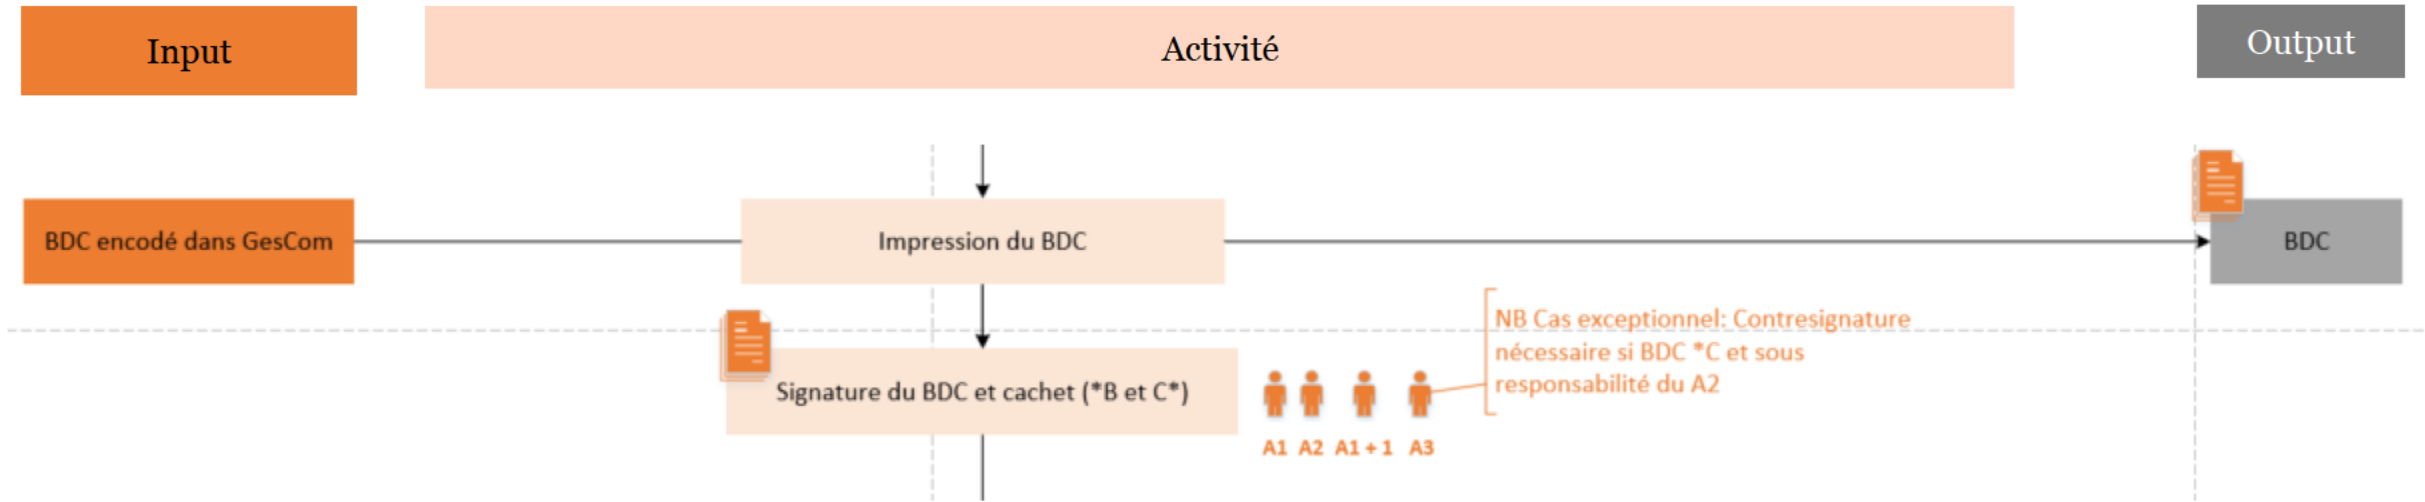 Input
Activité
Output
BDC encodé dans GesCom
Impression du BDC
BDC
NB Cas exceptionnel: Contresignature
nécessaire si BDC *C et sous
responsabilité du A2
Signature du BDC et cachet (*B et C*)
A1 A2 A1 + 1 A3